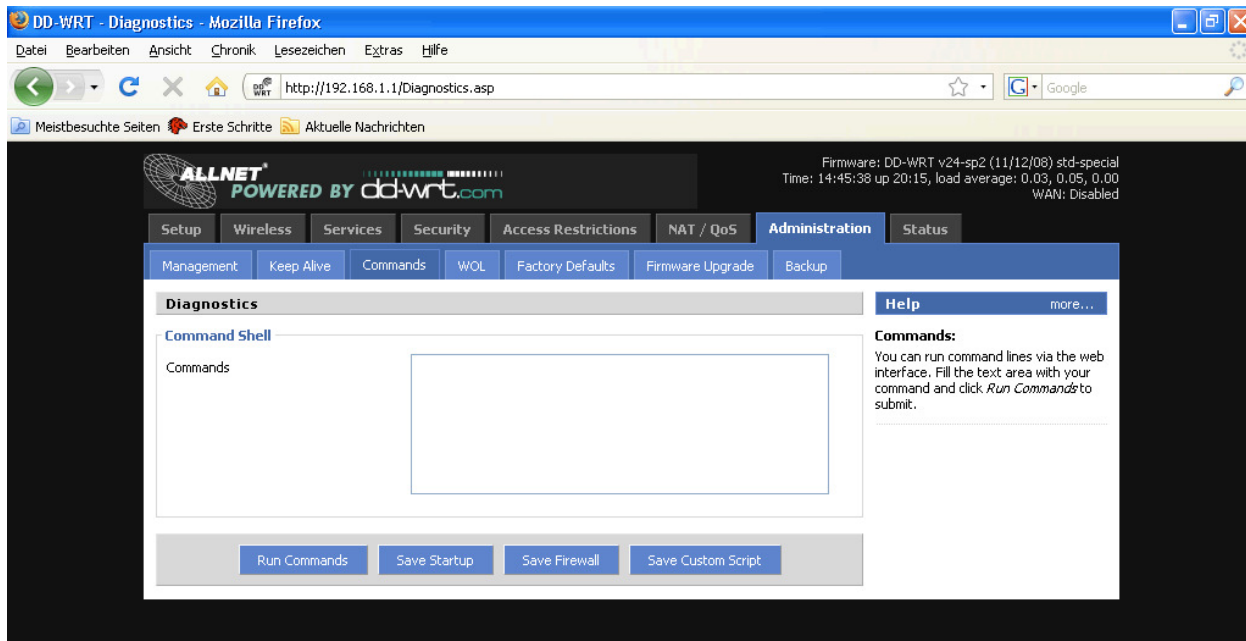 DD-WRT - Diagnostics - Mozilla Firefox
Datei Bearbeiten Ansicht Chronik Lesezeichen Extras Hilfe
DD WRT http://192.168.1.1/Diagnostics.asp G Google
Meistbesuchte Seiten Erste Schritte Aktuelle Nachrichten
Firmware: DD-WRT v24-sp2 (11/12/08) std-special
Time: 14:45:38 up 20:15, load average: 0.03, 0.05, 0.00
WAN: Disabled
ALLNET
POWERED BY dd-wrt.com
Setup Wireless Services Security Access Restrictions NAT / QoS Administration Status
Management Keep Alive Commands WOL Factory Defaults Firmware Upgrade Backup
Diagnostics
Command Shell
Commands
Run Commands Save Startup Save Firewall Save Custom Script
Help more...
Commands:
You can run command lines via the web
interface. Fill the text area with your
command and click Run Commands to
submit.